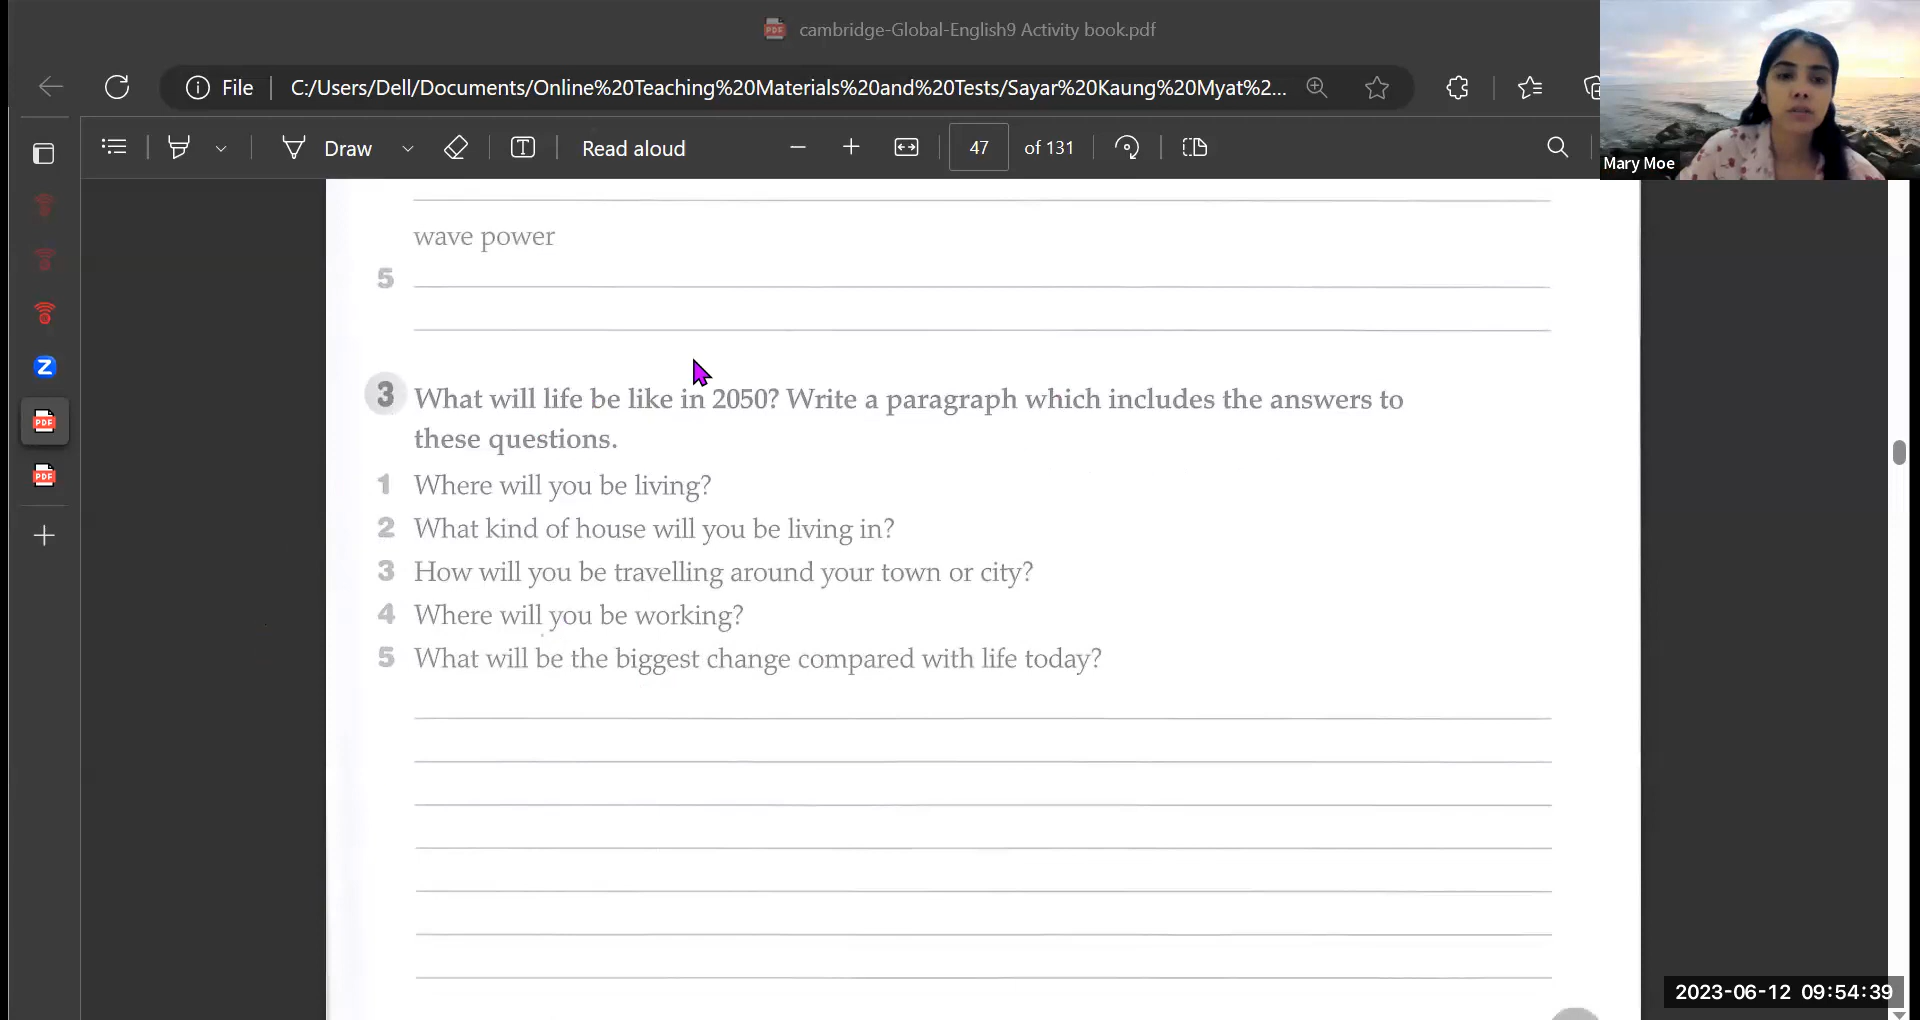 PDF cambridge-Global-English9 Activity book.pdf
File C:/Users/Dell/Documents/Online%20Teaching%20Materials%20and%20Tests/Sayar%20Kaung%20Myat%2...
Draw
Read aloud
47 of 131
Mary Moe
Z
PDF
PDF
wave power
5
3 What will life be like in 2050? Write a paragraph which includes the answers to
these questions.
1 Where will you be living?
2 What kind of house will you be living in?
3 How will you be travelling around your town or city?
4 Where will you be working?
5 What will be the biggest change compared with life today?
2023-06-12 09:54:39